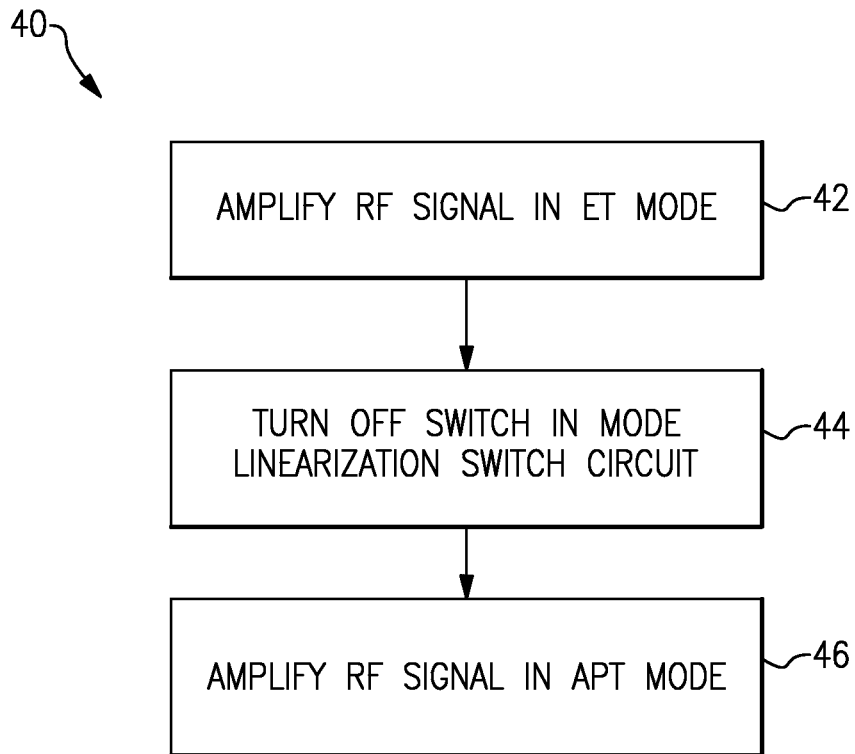 40
AMPLIFY RF SIGNAL IN ET MODE
42
TURN OFF SWITCH IN MODE
LINEARIZATION SWITCH CIRCUIT
44
AMPLIFY RF SIGNAL IN APT MODE
46